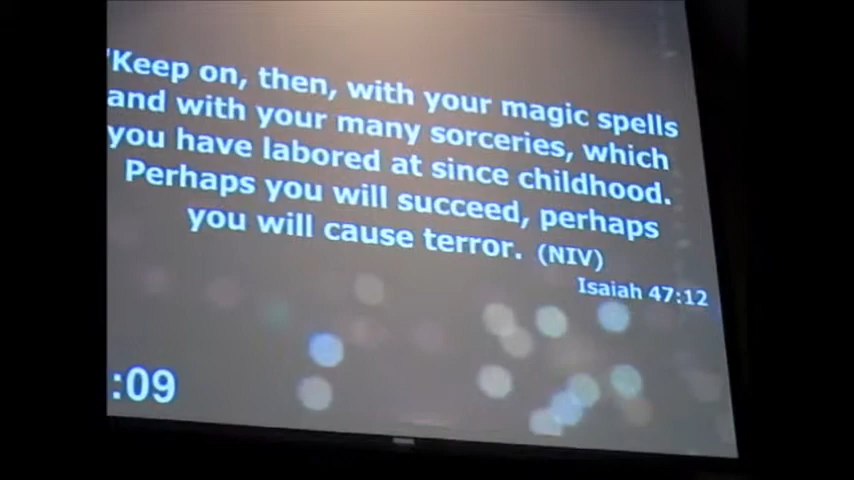 "Keep on, then, with your magic spells
and with your many sorceries, which
you have labored at since childhood.
Perhaps you will succeed, perhaps
you will cause terror. (NIV)
Isaiah 47:12
:09